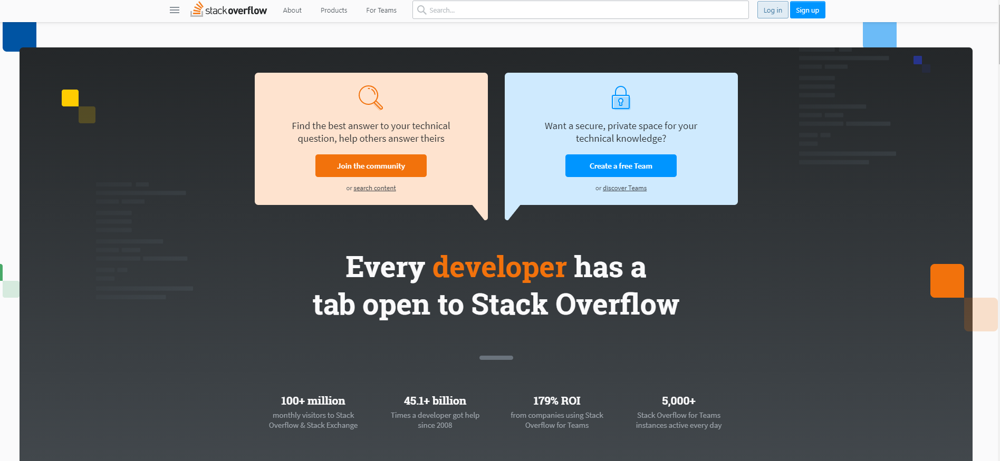 stack overflow
About
Products
For Teams
Search...
Log in
Sign up
Find the best answer to your technical
question, help others answer theirs
Join the community
or search content
Want a secure, private space for your
technical knowledge?
Create a free Team
or discover Teams
Every developer has a
tab open to Stack Overflow
100+ million
monthly visitors to Stack
Overflow & Stack Exchange
45.1+ billion
Times a developer got help
since 2008
179% ROI
from companies using Stack
Overflow for Teams
5,000+
Stack Overflow for Teams
instances active every day